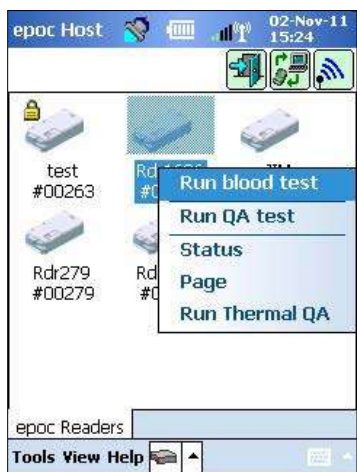 epoc Host
02-Nov-11
15:24
test
#00263
Run blood test
Run QA test
Status
Page
Run Thermal QA
Rdr279
#00279
epoc Readers
Tools View Help